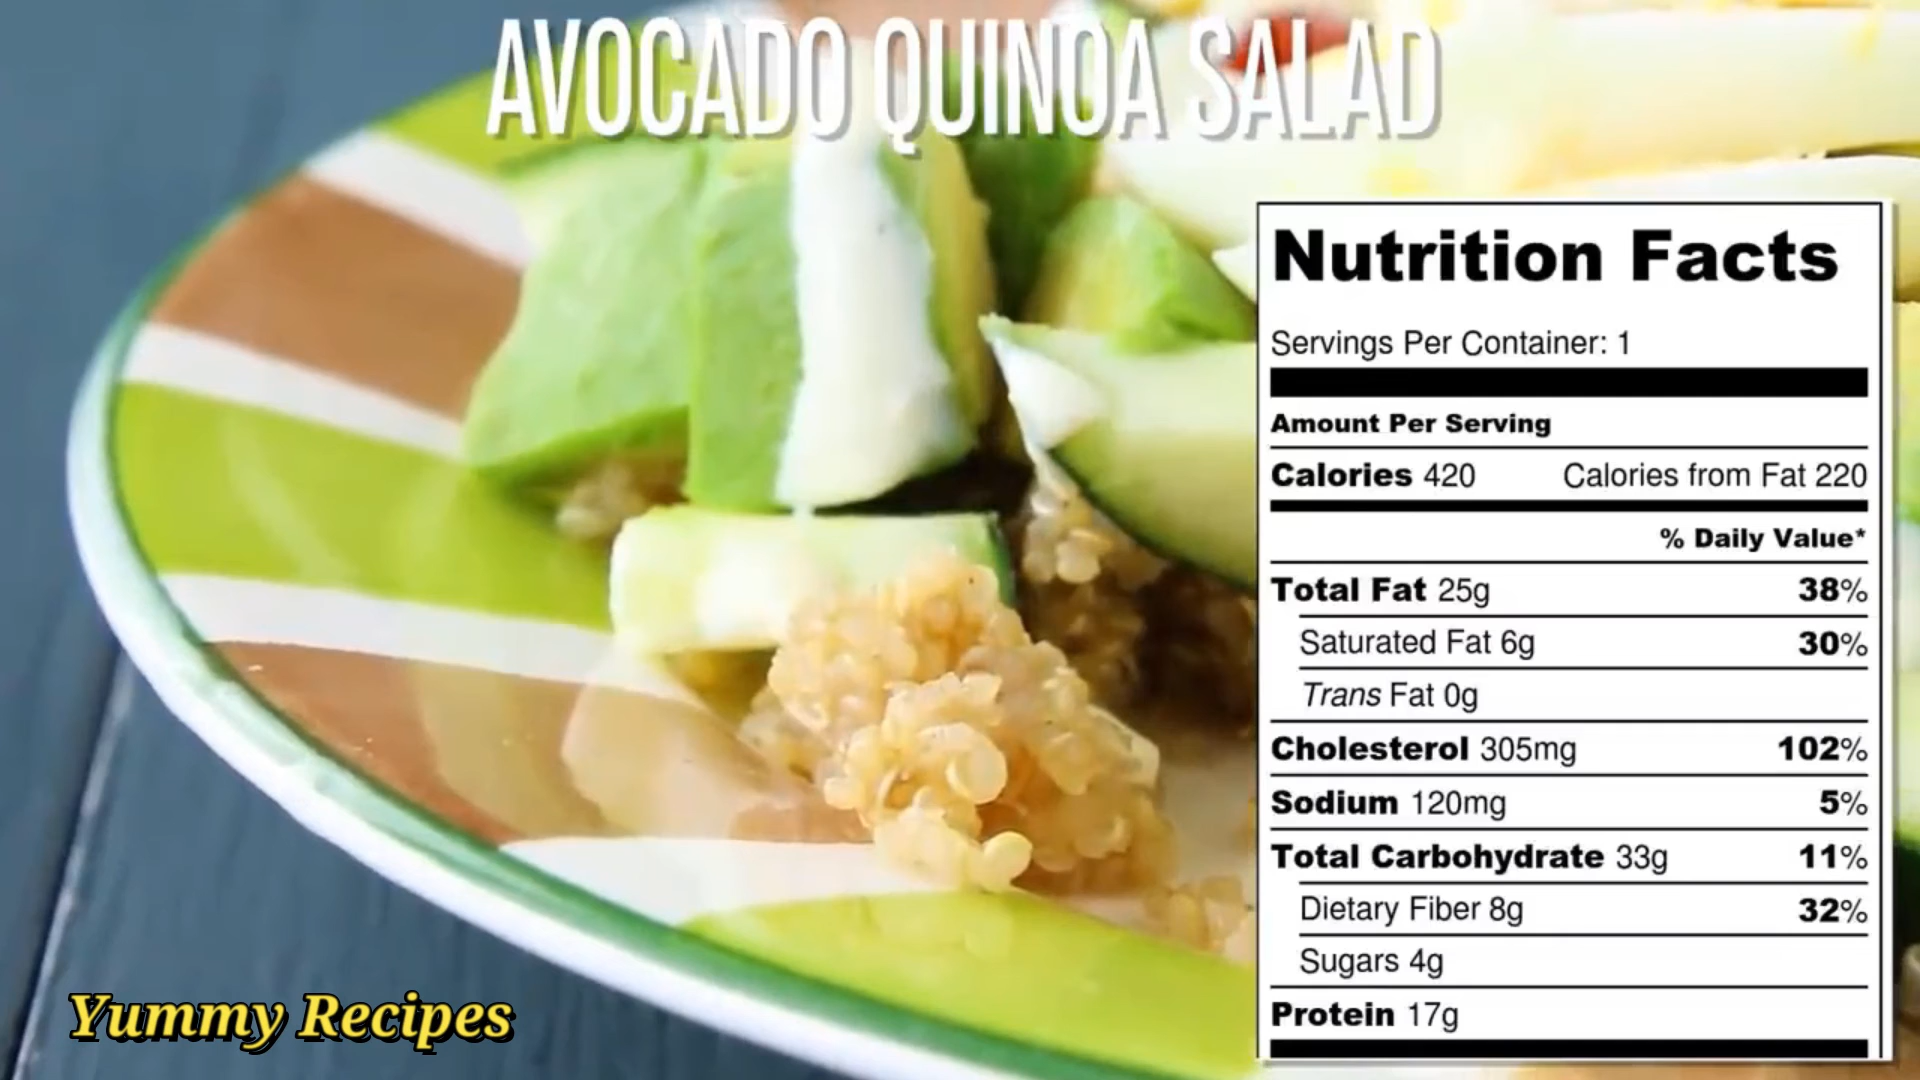 AVOCADO QUINOA SALAD
Nutrition Facts
Servings Per Container: 1
Amount Per Serving
Calories 420 Calories from Fat 220
% Daily Value*
Total Fat 25g 38%
Saturated Fat 6g 30%
Trans Fat 0g
Cholesterol 305mg 102%
Sodium 120mg 5%
Total Carbohydrate 33g 11%
Dietary Fiber 8g 32%
Sugars 4g
Protein 17g
Yummy Recipes